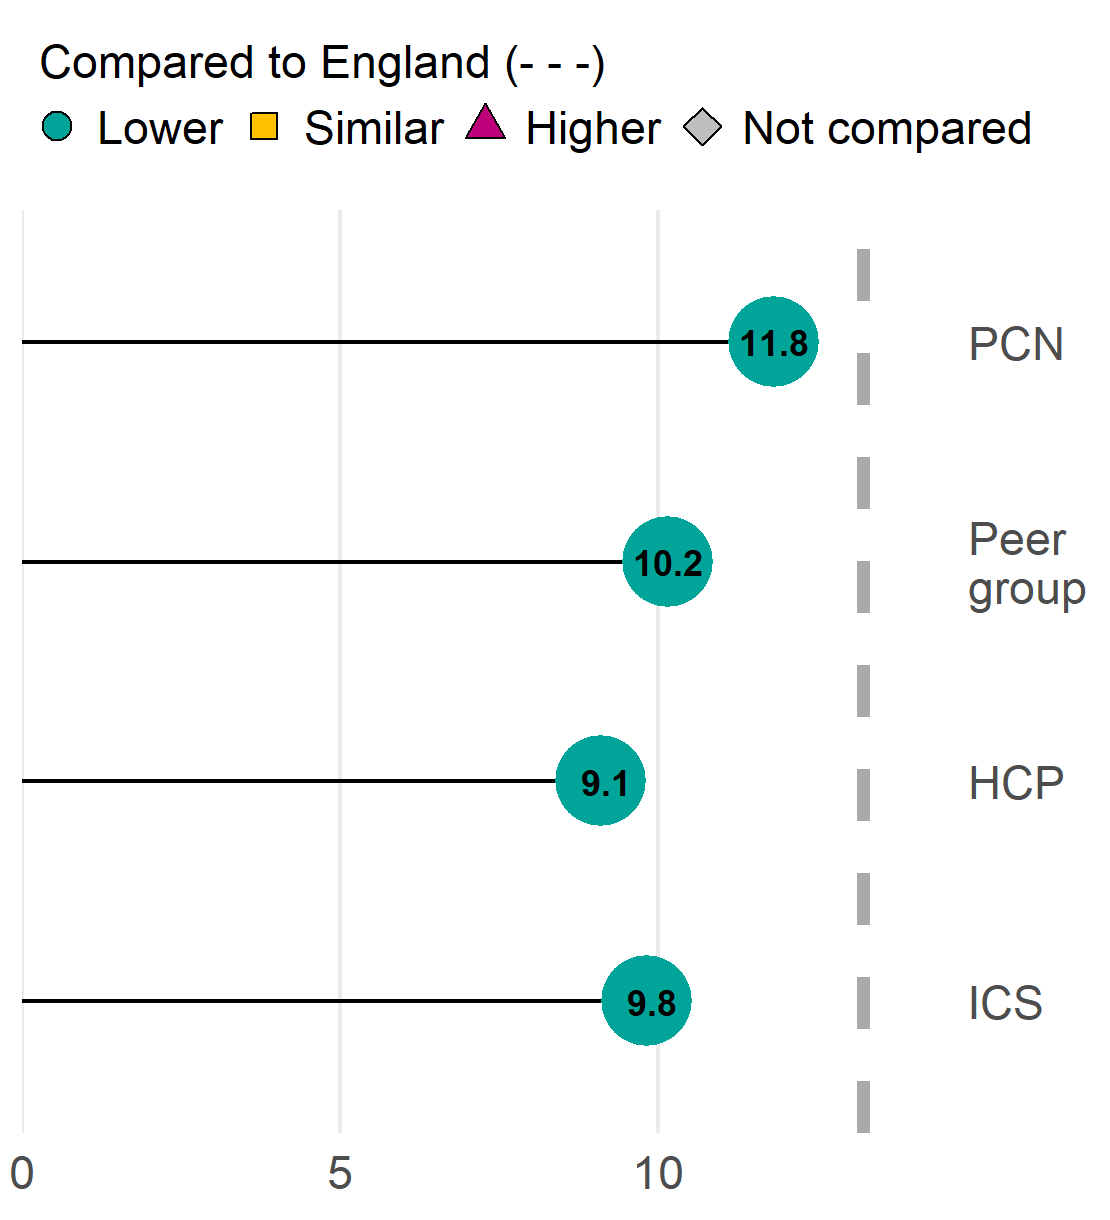 Compared to England (- - -)
Lower Similar Higher Not compared
11.8 PCN
10.2 Peer
group
9.1 HCP
9.8 ICS
0 5 10